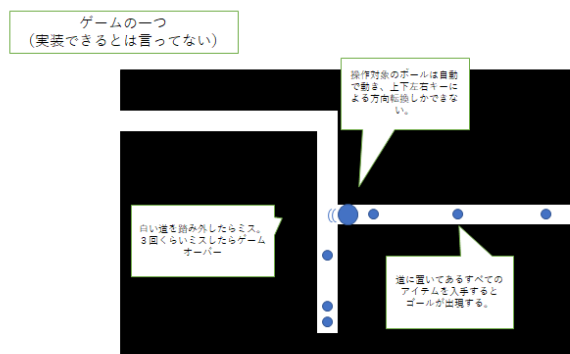 ゲームの一つ
（実装できるとは言ってない）
操作対象のボールは自動
で動き、上下左右キーに
よる方向転換しかできな
い。
白い道を踏み外したらミス。
３回くらいミスしたらゲーム
オーバー
道に置いてあるすべての
アイテムを入手すると
ゴールが出現する。